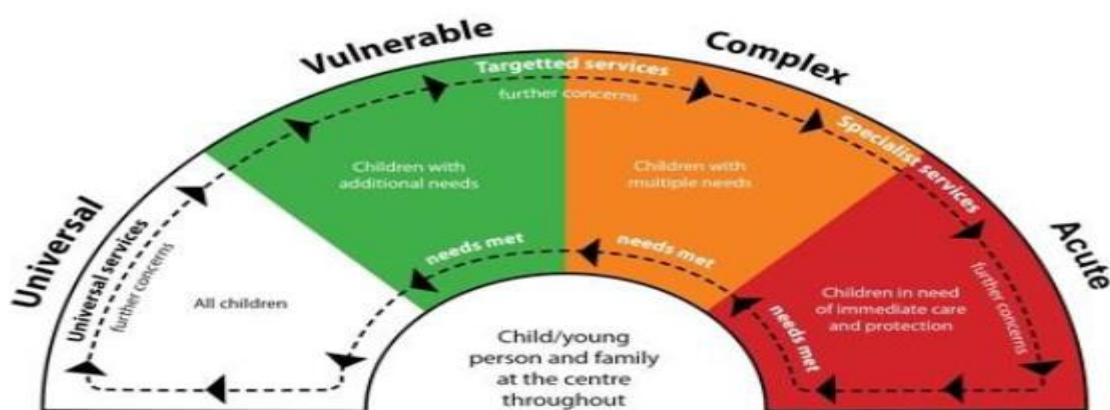 Universal
Vulnerable
Complex
Acute
Universal services
further concerns
Targetted services
further concerns
Specialist services
further concerns
All children
Children with
additional needs
Children with
multiple needs
Children in need
of immediate care
and protection
needs met
needs met
needs met
Child/young
person and family
at the centre
throughout